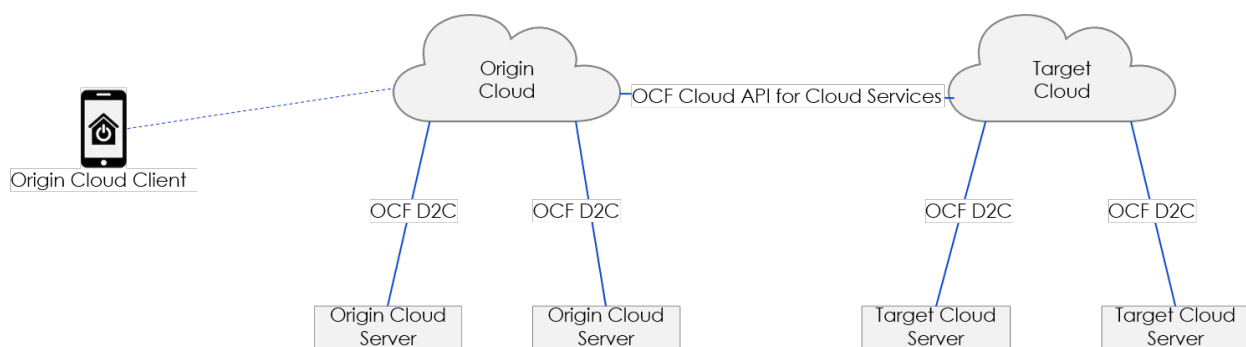 Origin
Cloud
Target
Cloud
OCF Cloud API for Cloud Services
Origin Cloud Client
OCF D2C
OCF D2C
OCF D2C
OCF D2C
Origin Cloud
Server
Origin Cloud
Server
Target Cloud
Server
Target Cloud
Server